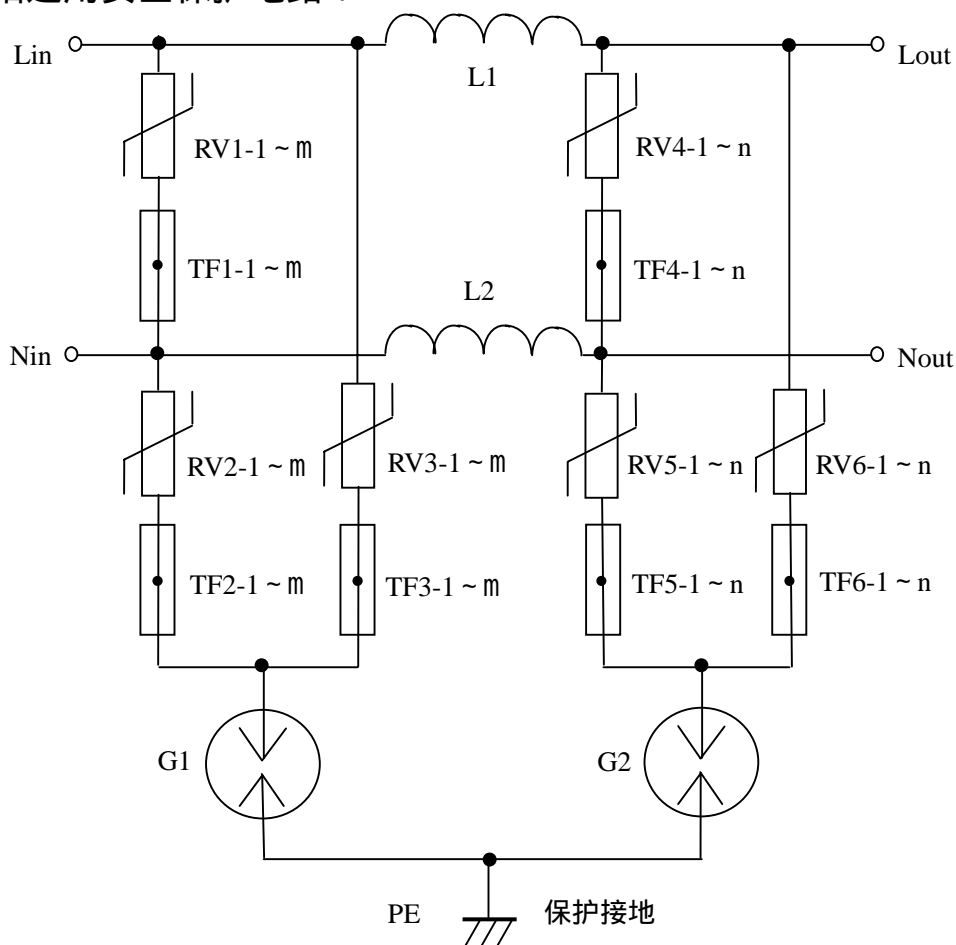 Lin
Lout
L1
RV1-1～m
RV4-1～n
TF1-1～m
TF4-1～n
L2
Nin
Nout
RV2-1～m
RV3-1～m
RV5-1～n
RV6-1～n
TF2-1～m
TF3-1～m
TF5-1～n
TF6-1～n
G1
G2
PE
保护接地